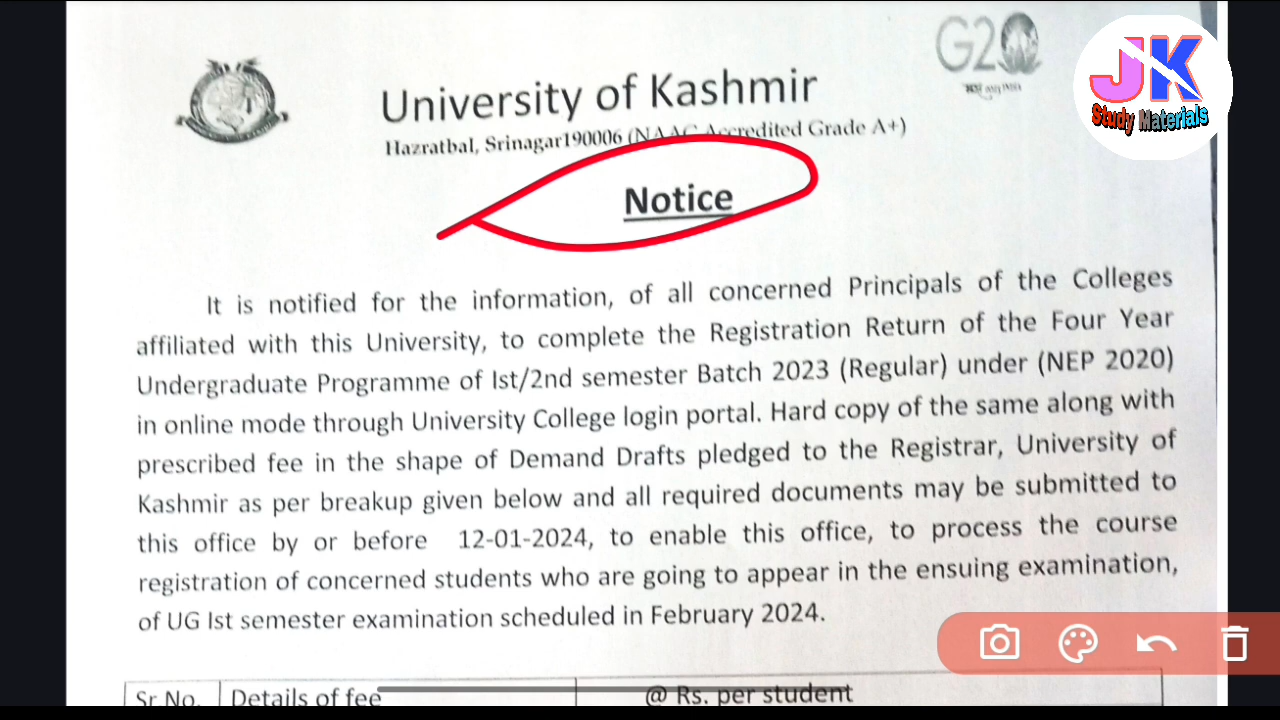 G20
JK
Study Materials
University of Kashmir
Hazratbal, Srinagar190006 (NAAC Accredited Grade A+)
Notice
It is notified for the information, of all concerned Principals of the Colleges
affiliated with this University, to complete the Registration Return of the Four Year
Undergraduate Programme of Ist/2nd semester Batch 2023 (Regular) under (NEP 2020)
in online mode through University College login portal. Hard copy of the same along with
prescribed fee in the shape of Demand Drafts pledged to the Registrar, University of
Kashmir as per breakup given below and all required documents may be submitted to
this office by or before 12-01-2024, to enable this office, to process the course
registration of concerned students who are going to appear in the ensuing examination,
of UG Ist semester examination scheduled in February 2024.
Sr.No. Details of fee @ Rs. per student